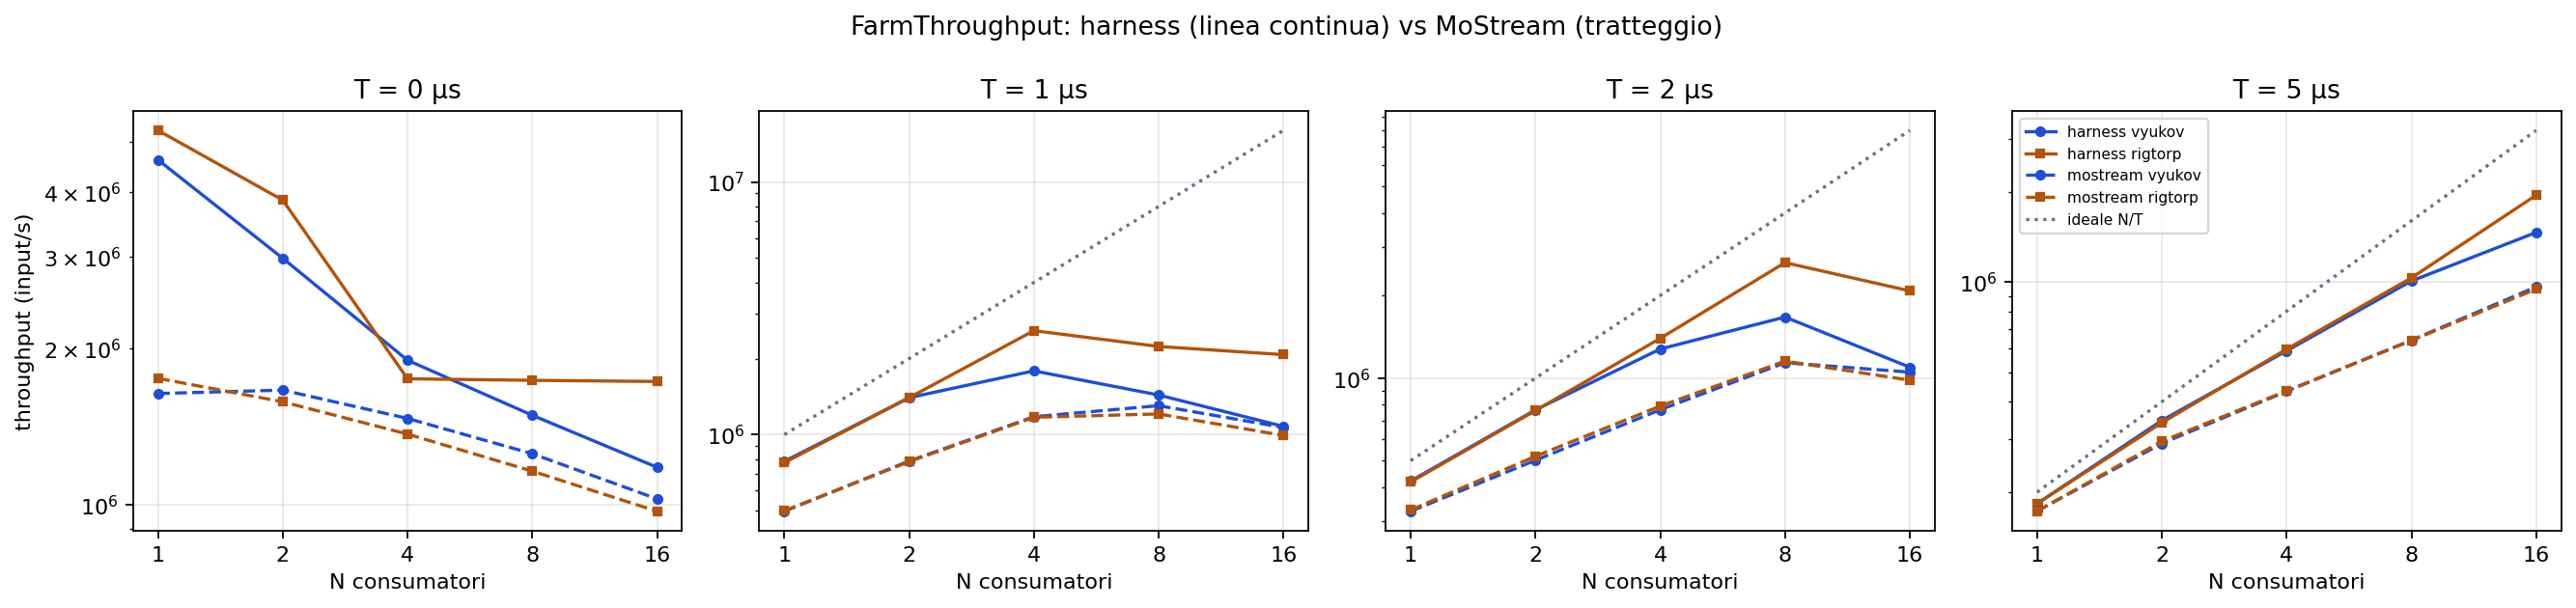 FarmThroughput: harness (linea continua) vs MoStream (tratteggio)
T = 0 µs
throughput (input/s)
4 × 10⁶
3 × 10⁶
2 × 10⁶
10⁶
1 2 4 8 16
N consumatori
T = 1 µs
10⁷
10⁶
1 2 4 8 16
N consumatori
T = 2 µs
10⁶
1 2 4 8 16
N consumatori
T = 5 µs
harness vyukov
harness rigtorp
mostream vyukov
mostream rigtorp
ideale N/T
10⁶
1 2 4 8 16
N consumatori